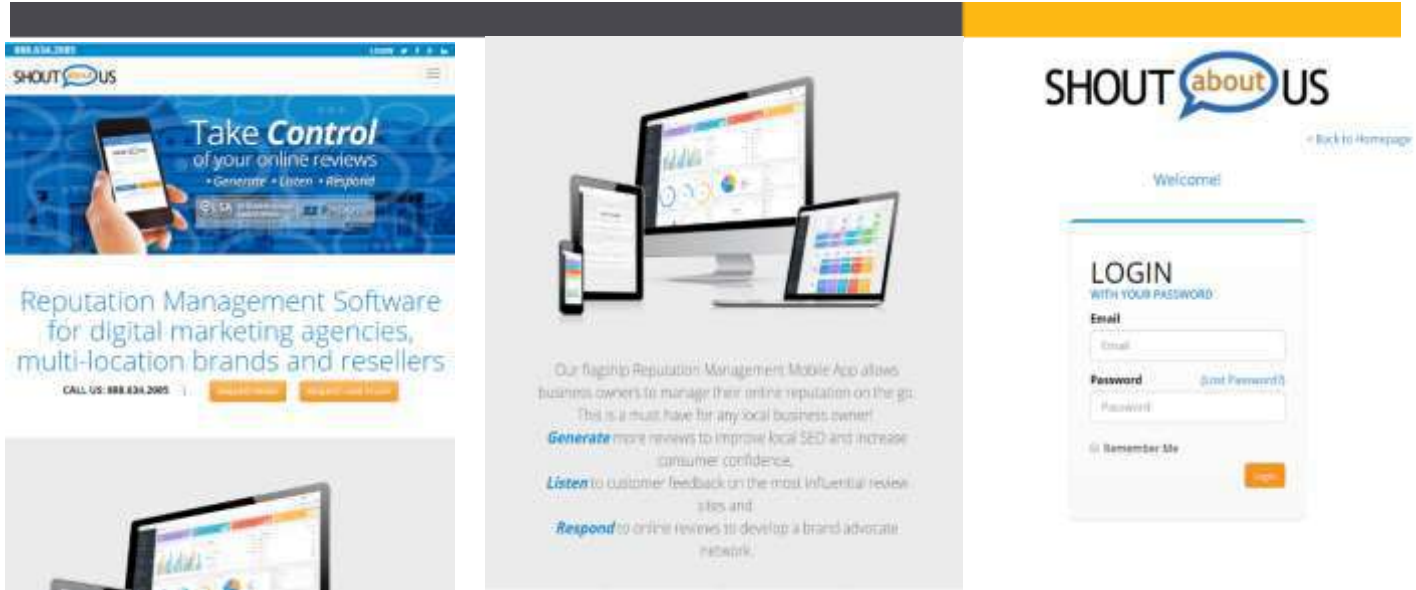 888.634.2985 LOGIN
SHOUT about US
Take Control
of your online reviews
• Generate • Listen • Respond
Reputation Management Software
for digital marketing agencies,
multi-location brands and resellers
CALL US: 888.634.2985 |
Our flagship Reputation Management Mobile App allows
business owners to manage their online reputation on the go.
This is a must have for any local business owner!
Generate more reviews to improve local SEO and increase
consumer confidence,
Listen to customer feedback on the most influential review
sites and
Respond to online reviews to develop a brand advocate
network.
SHOUT about US
< Back to Homepage
Welcome!
LOGIN
WITH YOUR PASSWORD
Email
Email
Password (Lost Password?)
Password
Remember Me
Login